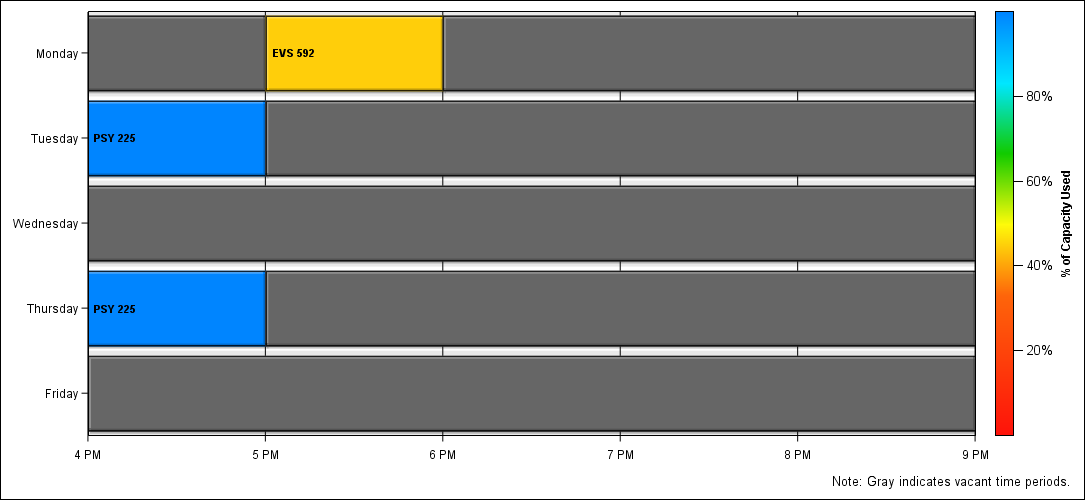 Monday
EVS 592
Tuesday
PSY 225
Wednesday
Thursday
PSY 225
Friday
4 PM 5 PM 6 PM 7 PM 8 PM 9 PM
80%
60%
40%
20%
% of Capacity Used
Note: Gray indicates vacant time periods.